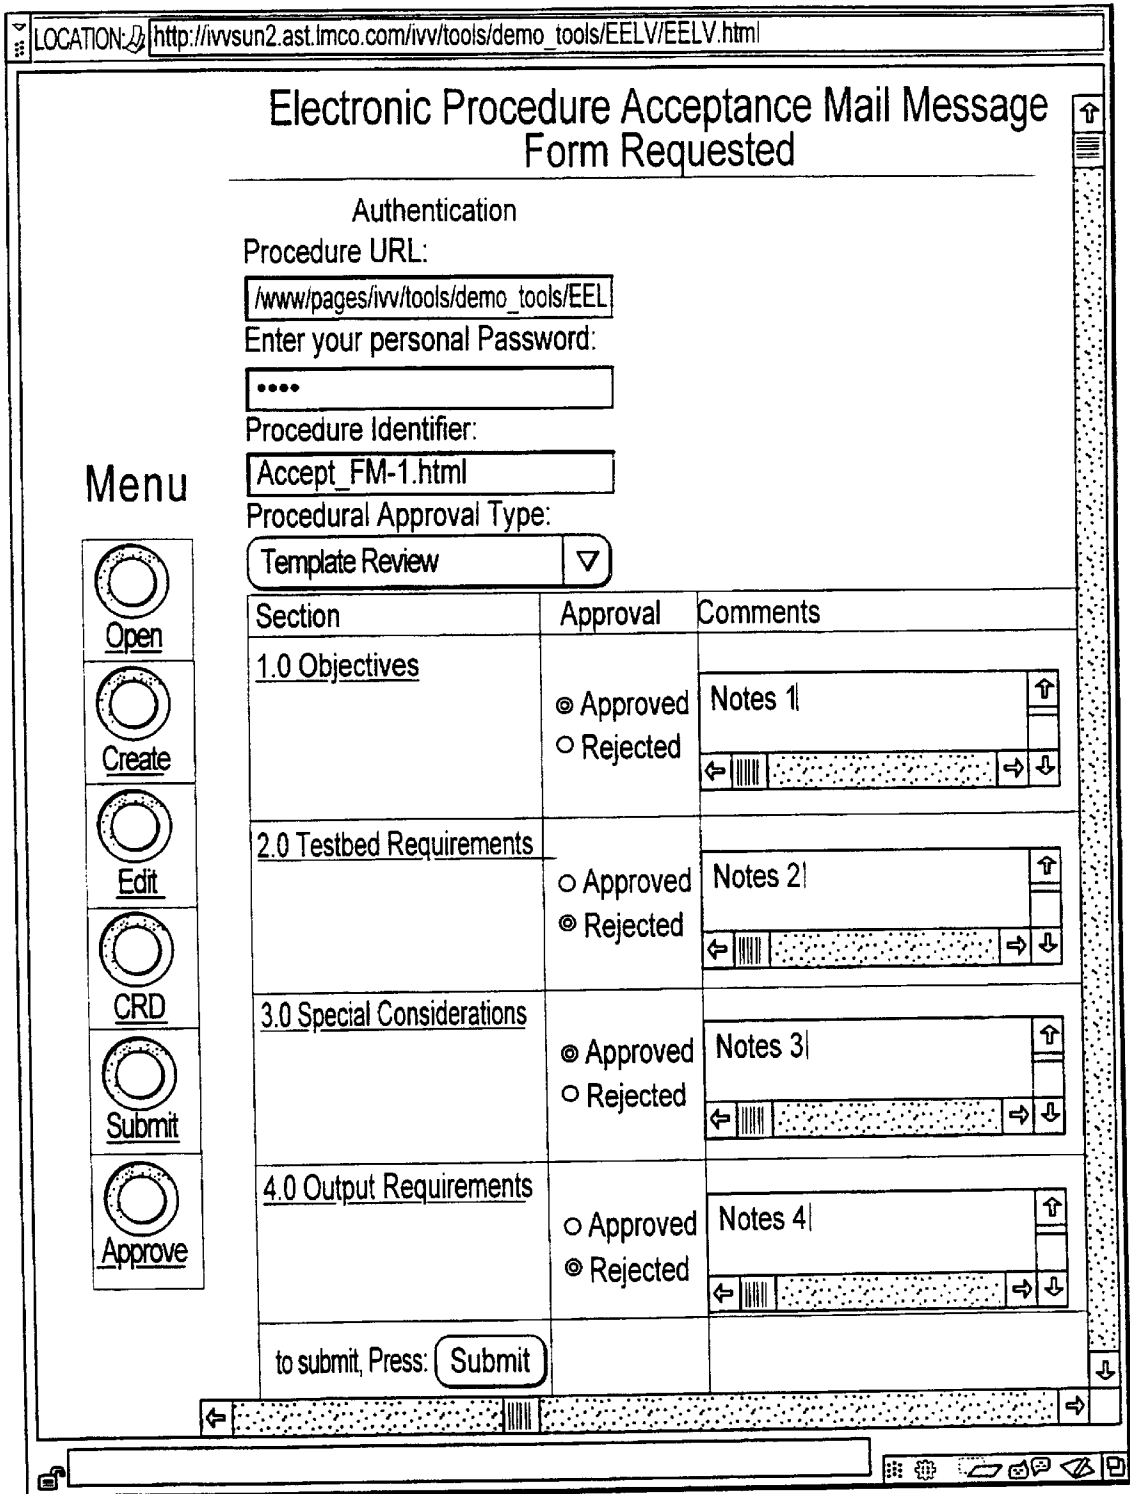 LOCATION: http://ivvsun2.ast.lmco.com/ivv/tools/demo_tools/EELV/EELV.html
Electronic Procedure Acceptance Mail Message
Form Requested
Authentication
Procedure URL:
/www/pages/ivv/tools/demo_tools/EEL
Enter your personal Password:
••••
Procedure Identifier:
Accept_FM-1.html
Procedural Approval Type:
Template Review
Menu
Open
Create
Edit
CRD
Submit
Approve
Section Approval Comments
1.0 Objectives
Approved
Rejected
Notes 1
2.0 Testbed Requirements
Approved
Rejected
Notes 2
3.0 Special Considerations
Approved
Rejected
Notes 3
4.0 Output Requirements
Approved
Rejected
Notes 4
to submit, Press: Submit